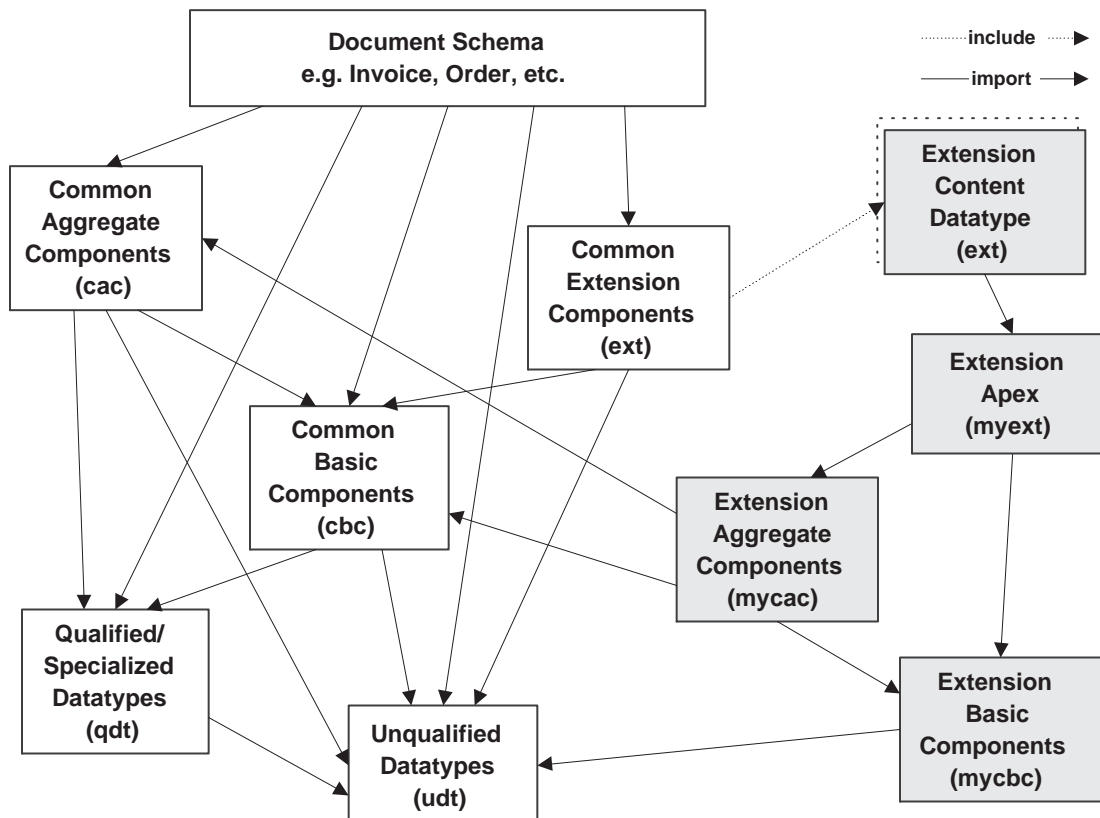 Document Schema
e.g. Invoice, Order, etc.
include
import
Extension
Content
Datatype
(ext)
Common
Aggregate
Components
(cac)
Common
Extension
Components
(ext)
Extension
Apex
(myext)
Common
Basic
Components
(cbc)
Extension
Aggregate
Components
(mycac)
Qualified/
Specialized
Datatypes
(qdt)
Unqualified
Datatypes
(udt)
Extension
Basic
Components
(mycbc)